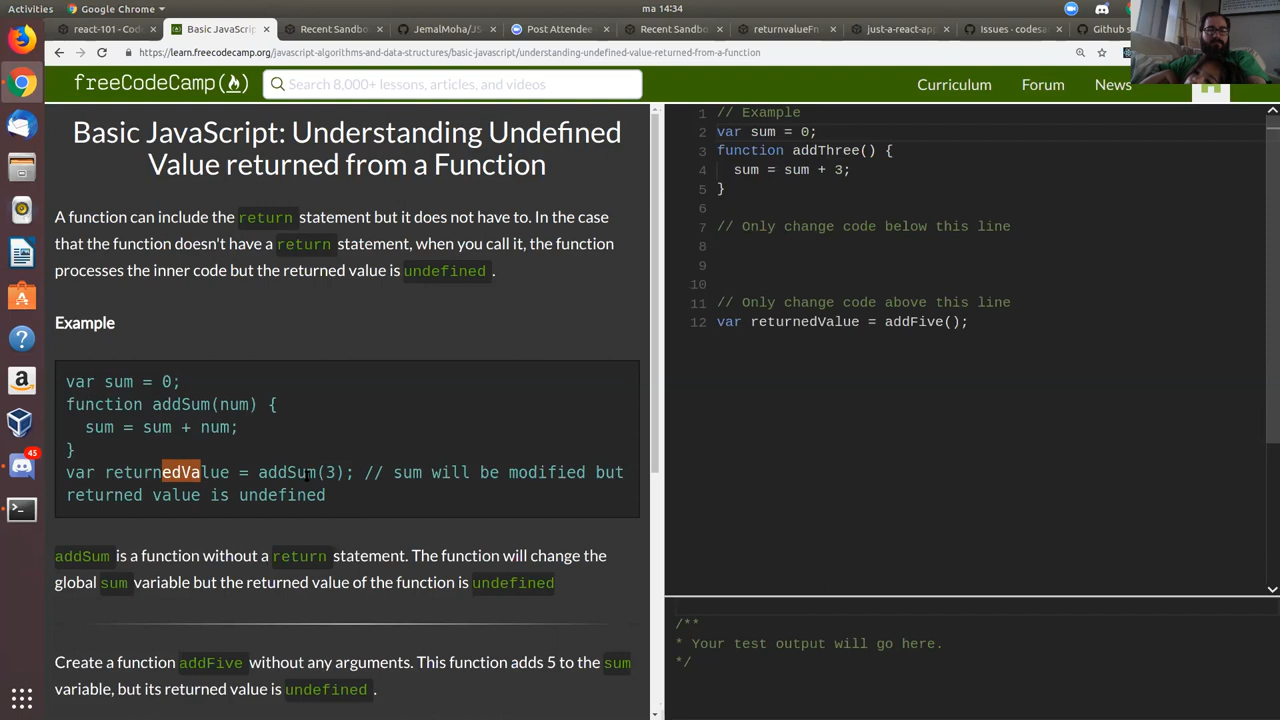 Activities
Google Chrome
ma 14:34
react-101 - Cod
Basic JavaScript:
Recent Sandbo
JemalMoha/JS-
Post Attendee
Recent Sandbo
returnvalueFn
just-a-react-app
Issues · codesa
Github s
https://learn.freecodecamp.org/javascript-algorithms-and-data-structures/basic-javascript/understanding-undefined-value-returned-from-a-function
freeCodeCamp
Search 8,000+ lessons, articles, and videos
Curriculum
Forum
News
Basic JavaScript: Understanding Undefined
Value returned from a Function
A function can include the return statement but it does not have to. In the case
that the function doesn't have a return statement, when you call it, the function
processes the inner code but the returned value is undefined .
Example
var sum = 0;
function addSum(num) {
sum = sum + num;
}
var returnedValue = addSum(3); // sum will be modified but
returned value is undefined
addSum is a function without a return statement. The function will change the
global sum variable but the returned value of the function is undefined
Create a function addFive without any arguments. This function adds 5 to the sum
variable, but its returned value is undefined .
1 // Example
2 var sum = 0;
3 function addThree() {
4 sum = sum + 3;
5 }
6
7 // Only change code below this line
8
9
10
11 // Only change code above this line
12 var returnedValue = addFive();
/**
* Your test output will go here.
*/
45